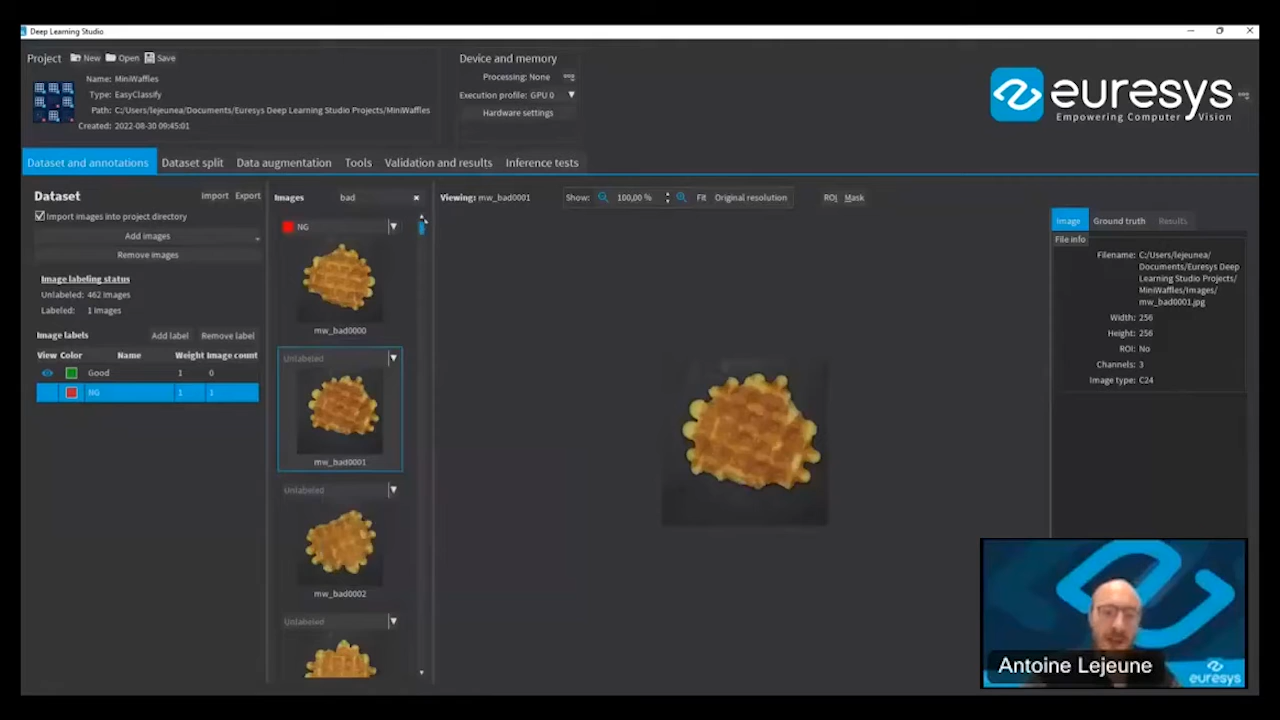 Deep Learning Studio
Project New Open Save
Name: MiniWaffles
Type: EasyClassify
Path: C:/Users/lejeunea/Documents/Euresys Deep Learning Studio Projects/MiniWaffles
Created: 2022-08-30 09:45:01
Device and memory
Processing: None
Execution profile: GPU 0
Hardware settings
euresys
Empowering Computer Vision
Dataset and annotations Dataset split Data augmentation Tools Validation and results Inference tests
Dataset Import Export
Import images into project directory
Add images
Remove images
Image labeling status
Unlabeled: 462 Images
Labeled: 1 Images
Image labels Add label Remove label
View Color Name Weight Image count
Good 1 0
NG 1 1
Images bad
NG
mw_bad0000
Unlabeled
mw_bad0001
Unlabeled
mw_bad0002
Unlabeled
Viewing: mw_bad0001 Show: 100,00 % Fit Original resolution ROI Mask
Image Ground truth Results
File info
Filename: C:/Users/lejeunea/
Documents/Euresys Deep
Learning Studio Projects/
MiniWaffles/Images/
mw_bad0001.jpg
Width: 256
Height: 256
ROI: No
Channels: 3
Image type: C24
Antoine Lejeune
euresys